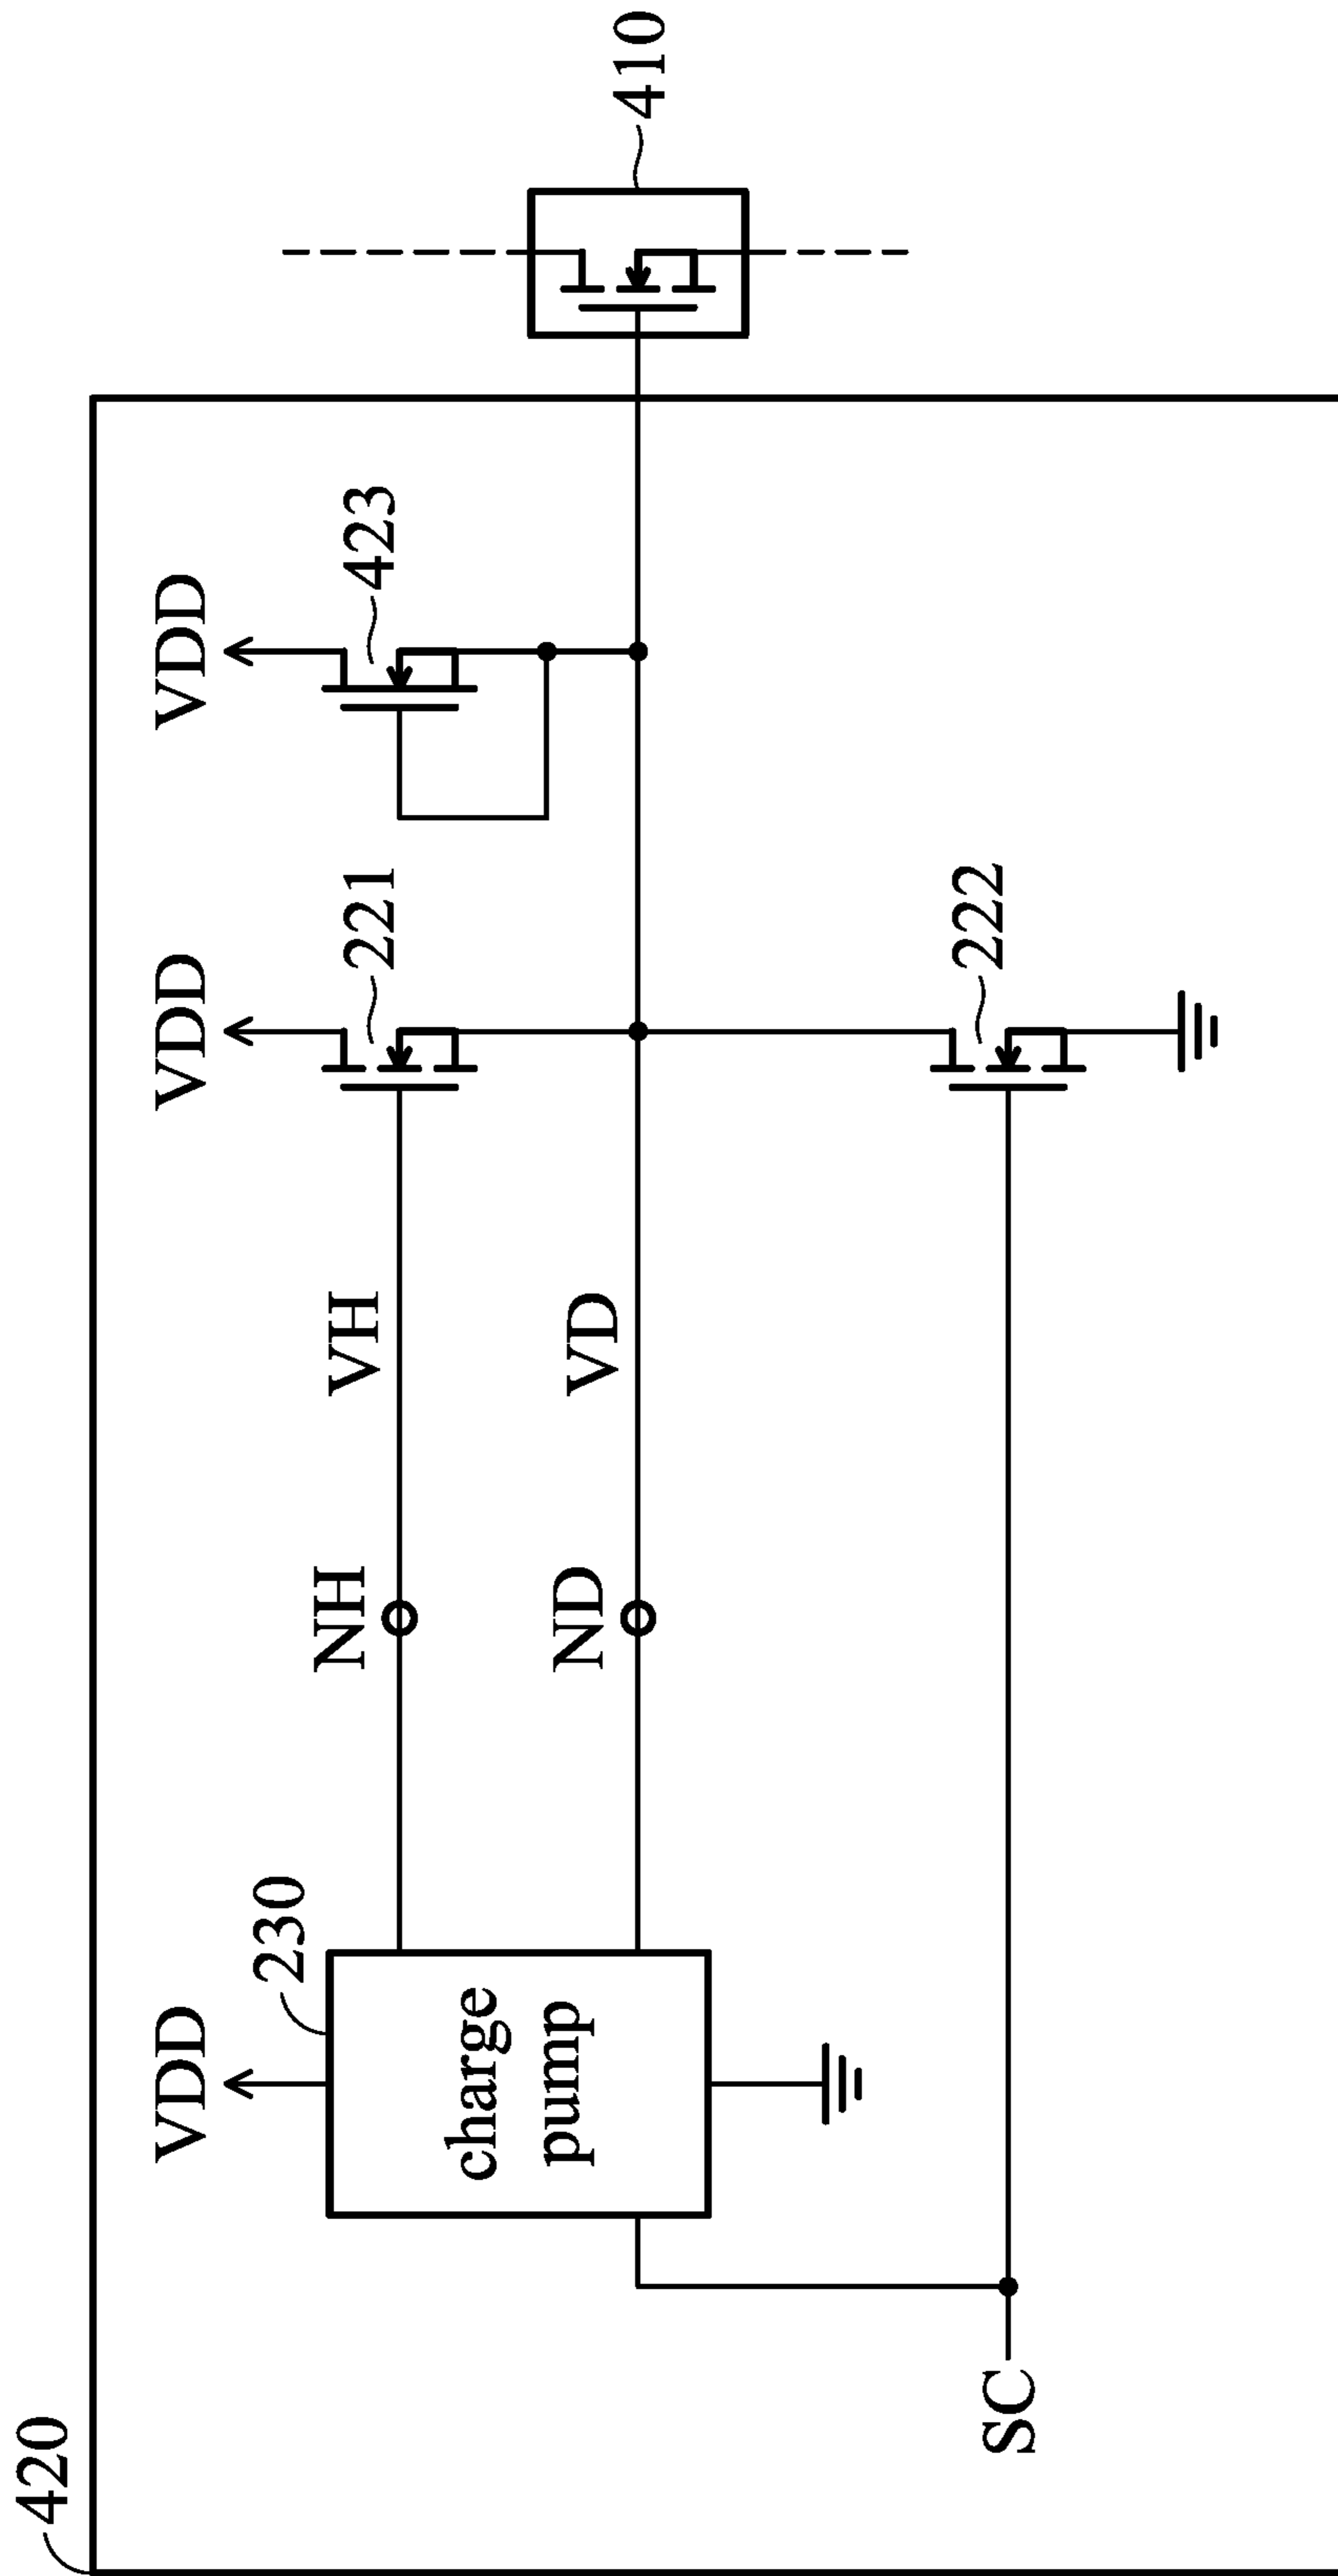 420
VDD
VDD
VDD
230
221
423
NH
VH
charge
pump
ND
VD
410
222
SC